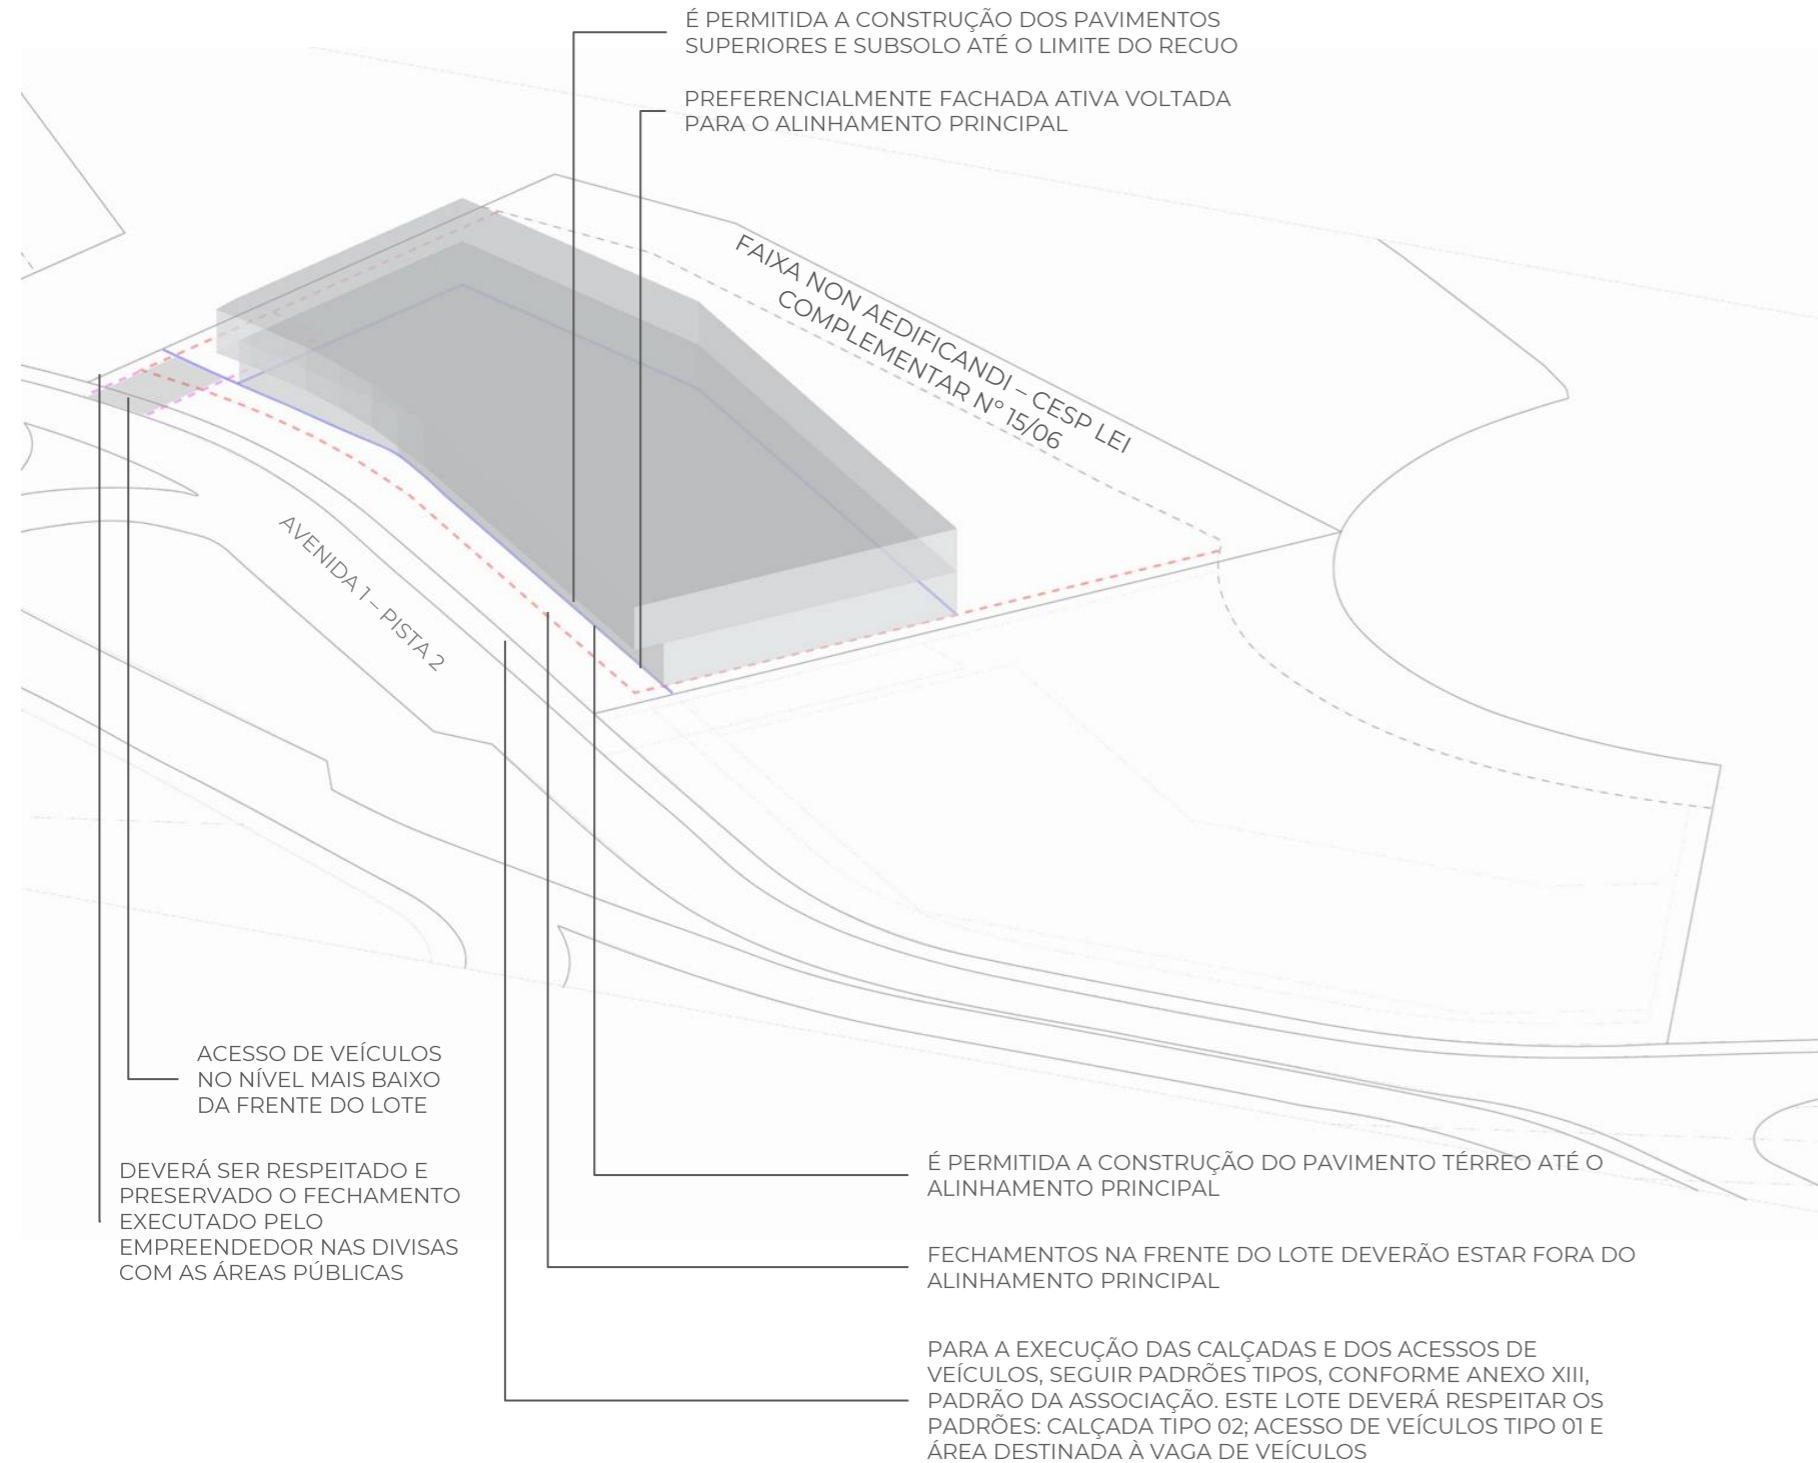 É PERMITIDA A CONSTRUÇÃO DOS PAVIMENTOS
SUPERIORES E SUBSOLO ATÉ O LIMITE DO RECUO
PREFERENCIALMENTE FACHADA ATIVA VOLTADA
PARA O ALINHAMENTO PRINCIPAL
FAIXA NON AEDIFICANDI – CESP LEI
COMPLEMENTAR Nº 15/06
AVENIDA 1 – PISTA 2
ACESSO DE VEÍCULOS
NO NÍVEL MAIS BAIXO
DA FRENTE DO LOTE
DEVERÁ SER RESPEITADO E
PRESERVADO O FECHAMENTO
EXECUTADO PELO
EMPREENDEDOR NAS DIVISAS
COM AS ÁREAS PÚBLICAS
É PERMITIDA A CONSTRUÇÃO DO PAVIMENTO TÉRREO ATÉ O
ALINHAMENTO PRINCIPAL
FECHAMENTOS NA FRENTE DO LOTE DEVERÃO ESTAR FORA DO
ALINHAMENTO PRINCIPAL
PARA A EXECUÇÃO DAS CALÇADAS E DOS ACESSOS DE
VEÍCULOS, SEGUIR PADRÕES TIPOS, CONFORME ANEXO XIII,
PADRÃO DA ASSOCIAÇÃO. ESTE LOTE DEVERÁ RESPEITAR OS
PADRÕES: CALÇADA TIPO 02; ACESSO DE VEÍCULOS TIPO 01 E
ÁREA DESTINADA À VAGA DE VEÍCULOS